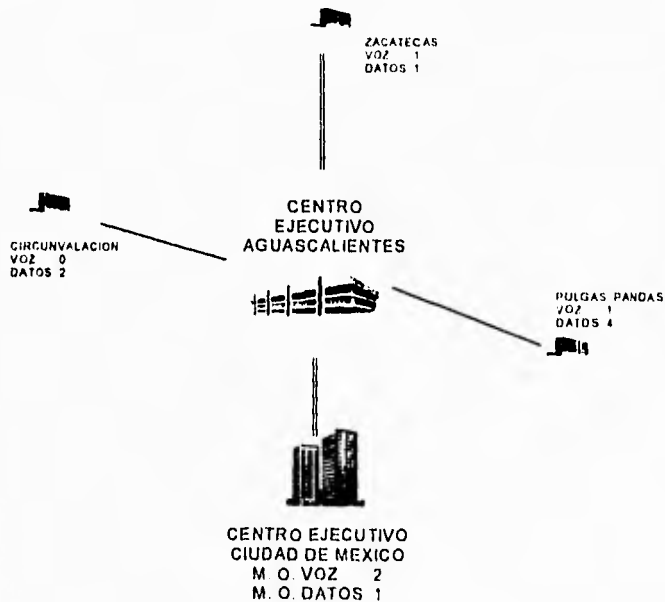 ZACATECAS
VOZ 1
DATOS 1
CENTRO
EJECUTIVO
AGUASCALIENTES
CIRCUNVALACION
VOZ 0
DATOS 2
PULGAS PANDAS
VOZ 1
DATOS 4
CENTRO EJECUTIVO
CIUDAD DE MEXICO
M. O. VOZ 2
M. O. DATOS 1